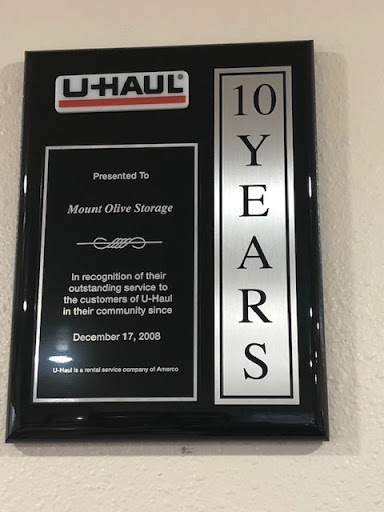 U-HAUL®
Presented To
Mount Olive Storage
In recognition of their
outstanding service to
the customers of U-Haul
in their community since
December 17, 2008
U-Haul is a rental service company of Amerco
10
Y
E
A
R
S